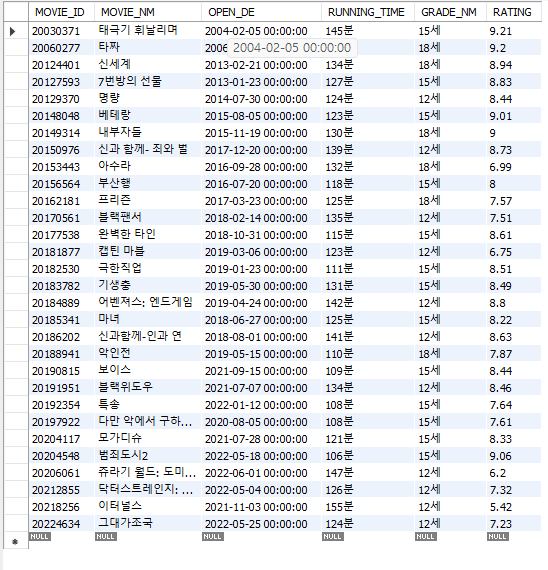 MOVIE_ID MOVIE_NM OPEN_DE RUNNING_TIME GRADE_NM RATING
20030371 태극기 휘날리며 2004-02-05 00:00:00 145분 15세 9.21
20060277 타짜 2006 2004-02-05 00:00:00 18세 9.2
20124401 신세계 2013-02-21 00:00:00 134분 18세 8.94
20127593 7번방의 선물 2013-01-23 00:00:00 127분 15세 8.83
20129370 명량 2014-07-30 00:00:00 124분 12세 8.44
20148048 베테랑 2015-08-05 00:00:00 123분 15세 9.01
20149314 내부자들 2015-11-19 00:00:00 130분 18세 9
20150976 신과 함께- 죄와 벌 2017-12-20 00:00:00 139분 12세 8.73
20153443 아수라 2016-09-28 00:00:00 132분 18세 6.99
20156564 부산행 2016-07-20 00:00:00 118분 15세 8
20162181 프리즌 2017-03-23 00:00:00 125분 18세 7.57
20170561 블랙팬서 2018-02-14 00:00:00 135분 12세 7.51
20177538 완벽한 타인 2018-10-31 00:00:00 115분 15세 8.61
20181877 캡틴 마블 2019-03-06 00:00:00 123분 12세 6.75
20182530 극한직업 2019-01-23 00:00:00 111분 15세 8.51
20183782 기생충 2019-05-30 00:00:00 131분 15세 8.49
20184889 어벤져스: 엔드게임 2019-04-24 00:00:00 142분 12세 8.8
20185341 마녀 2018-06-27 00:00:00 125분 15세 8.22
20186202 신과함께-인과 연 2018-08-01 00:00:00 141분 12세 8.63
20188941 악인전 2019-05-15 00:00:00 110분 18세 7.87
20190815 보이스 2021-09-15 00:00:00 109분 15세 8.44
20191951 블랙위도우 2021-07-07 00:00:00 134분 12세 8.46
20192354 특송 2022-01-12 00:00:00 108분 15세 7.64
20197922 다만 악에서 구하... 2020-08-05 00:00:00 108분 15세 7.61
20204117 모가디슈 2021-07-28 00:00:00 121분 15세 8.33
20204548 범죄도시2 2022-05-18 00:00:00 106분 15세 9.06
20206061 쥬라기 월드: 도미... 2022-06-01 00:00:00 147분 12세 6.2
20212855 닥터스트레인지: ... 2022-05-04 00:00:00 126분 12세 7.32
20218256 이터널스 2021-11-03 00:00:00 155분 12세 5.42
20224634 그대가조국 2022-05-25 00:00:00 124분 12세 7.23
NULL NULL NULL NULL NULL NULL